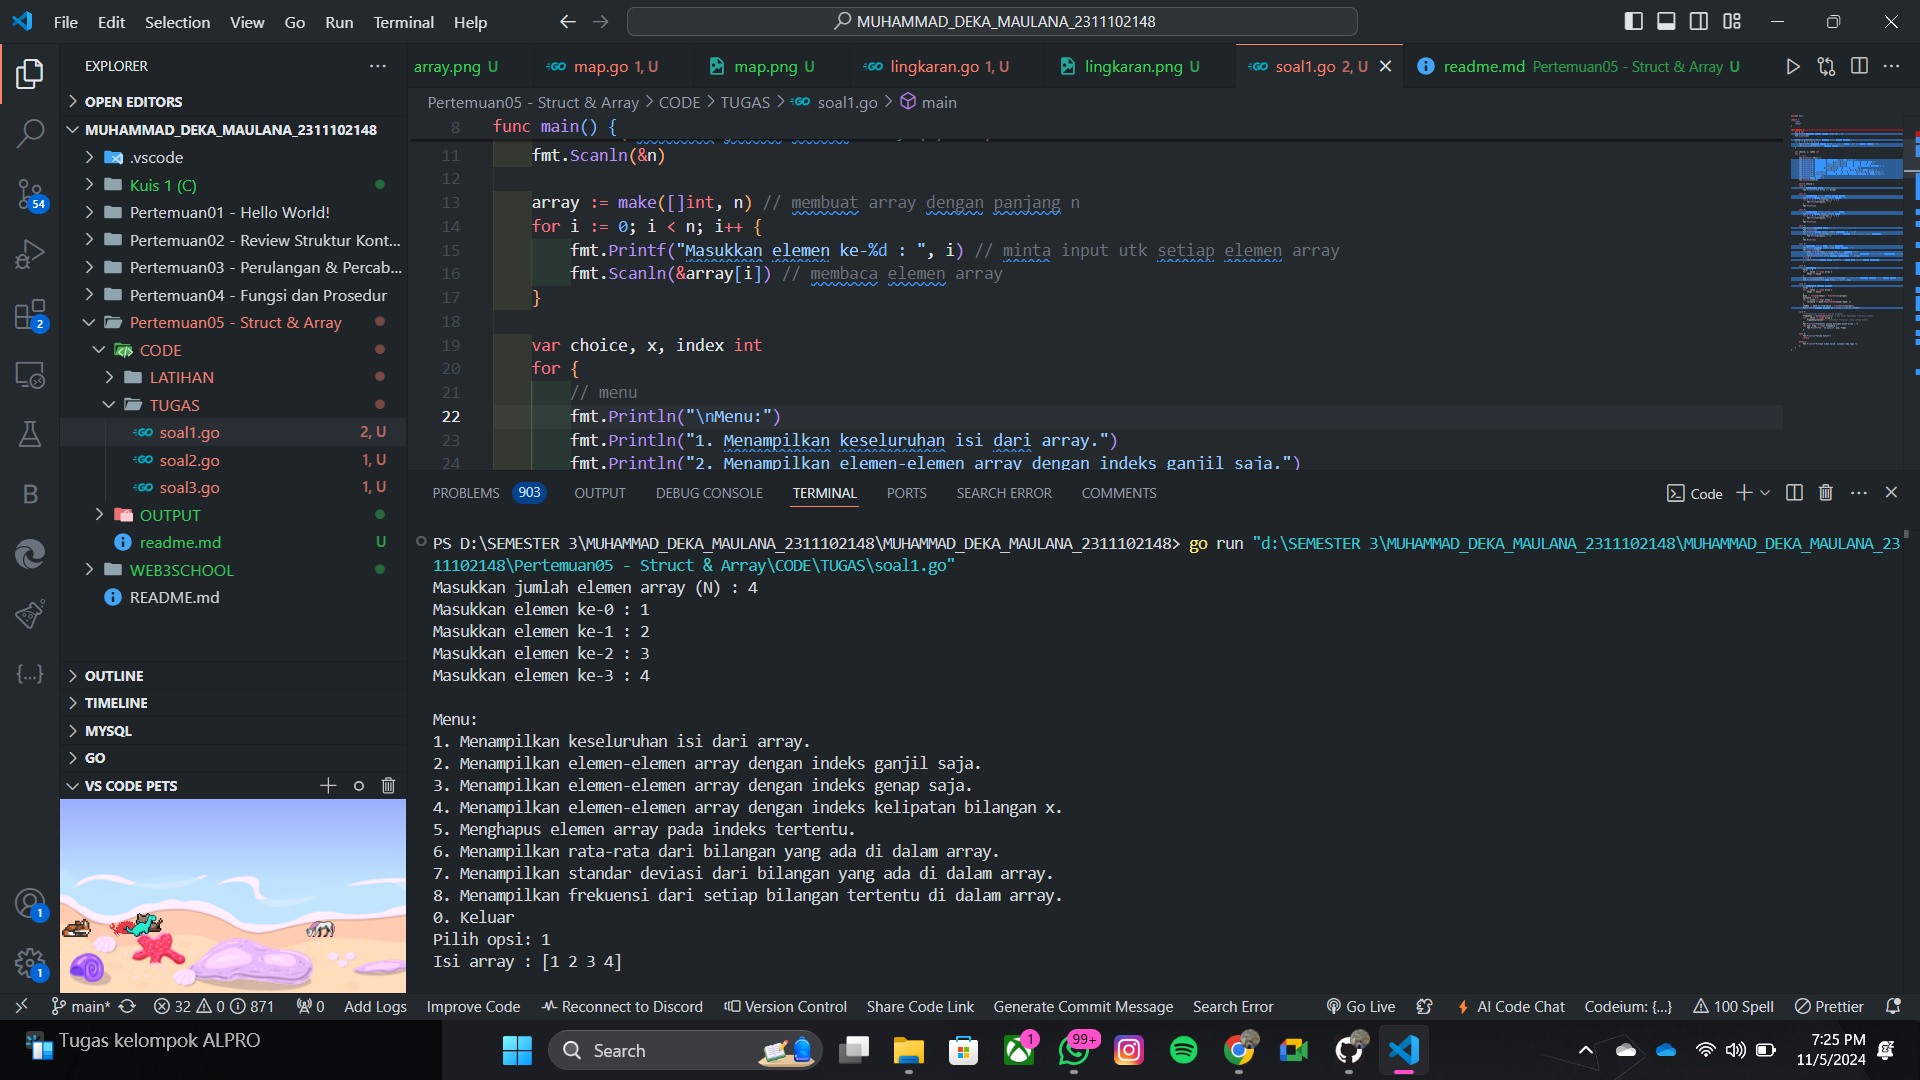 File Edit Selection View Go Run Terminal Help
MUHAMMAD_DEKA_MAULANA_2311102148
EXPLORER
OPEN EDITORS
MUHAMMAD_DEKA_MAULANA_2311102148
.vscode
Kuis 1 (C)
Pertemuan01 - Hello World!
Pertemuan02 - Review Struktur Kont...
Pertemuan03 - Perulangan & Percab...
Pertemuan04 - Fungsi dan Prosedur
Pertemuan05 - Struct & Array
CODE
LATIHAN
TUGAS
soal1.go 2, U
soal2.go 1, U
soal3.go 1, U
OUTPUT
readme.md U
WEB3SCHOOL
README.md
OUTLINE
TIMELINE
MYSQL
GO
VS CODE PETS
54
2
1
1
array.png U map.go 1, U map.png U lingkaran.go 1, U lingkaran.png U soal1.go 2, U readme.md Pertemuan05 - Struct & Array U
Pertemuan05 - Struct & Array > CODE > TUGAS > soal1.go > main
8 func main() {
11 fmt.Scanln(&n)
12
13 array := make([]int, n) // membuat array dengan panjang n
14 for i := 0; i < n; i++ {
15 fmt.Printf("Masukkan elemen ke-%d : ", i) // minta input utk setiap elemen array
16 fmt.Scanln(&array[i]) // membaca elemen array
17 }
18
19 var choice, x, index int
20 for {
21 // menu
22 fmt.Println("\nMenu:")
23 fmt.Println("1. Menampilkan keseluruhan isi dari array.")
24 fmt.Println("2. Menampilkan elemen-elemen array dengan indeks ganjil saja.")
PROBLEMS 903 OUTPUT DEBUG CONSOLE TERMINAL PORTS SEARCH ERROR COMMENTS
Code
PS D:\SEMESTER 3\MUHAMMAD_DEKA_MAULANA_2311102148\MUHAMMAD_DEKA_MAULANA_2311102148> go run "d:\SEMESTER 3\MUHAMMAD_DEKA_MAULANA_2311102148\MUHAMMAD_DEKA_MAULANA_23
11102148\Pertemuan05 - Struct & Array\CODE\TUGAS\soal1.go"
Masukkan jumlah elemen array (N) : 4
Masukkan elemen ke-0 : 1
Masukkan elemen ke-1 : 2
Masukkan elemen ke-2 : 3
Masukkan elemen ke-3 : 4
Menu:
1. Menampilkan keseluruhan isi dari array.
2. Menampilkan elemen-elemen array dengan indeks ganjil saja.
3. Menampilkan elemen-elemen array dengan indeks genap saja.
4. Menampilkan elemen-elemen array dengan indeks kelipatan bilangan x.
5. Menghapus elemen array pada indeks tertentu.
6. Menampilkan rata-rata dari bilangan yang ada di dalam array.
7. Menampilkan standar deviasi dari bilangan yang ada di dalam array.
8. Menampilkan frekuensi dari setiap bilangan tertentu di dalam array.
0. Keluar
Pilih opsi: 1
Isi array : [1 2 3 4]
main* 32 0 871 0 Add Logs Improve Code Reconnect to Discord Version Control Share Code Link Generate Commit Message Search Error Go Live AI Code Chat Codeium: {...} 100 Spell Prettier
Tugas kelompok ALPRO
Search
1
99+
7:25 PM
11/5/2024